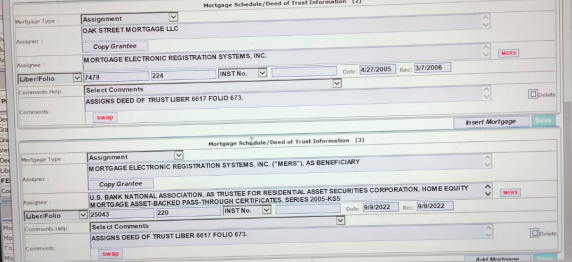 Mortgage Schedule/Deed of Trust Information (2)
Mortgage Type : Assignment
OAK STREET MORTGAGE LLC
Assigner :
Copy Grantee
Assignee : MORTGAGE ELECTRONIC REGISTRATION SYSTEMS, INC. MERS
Liber/Folio 7478 224 INST No. Date: 4/27/2005 Rec: 3/7/2006
Comments Help: Select Comments
ASSIGNS DEED OF TRUST LIBER 6617 FOLIO 673. Delete
Comments:
swap
Insert Mortgage Save
Mortgage Schedule/Deed of Trust Information (3)
Mortgage Type : Assignment
MORTGAGE ELECTRONIC REGISTRATION SYSTEMS, INC. ("MERS"), AS BENEFICIARY
Assigner :
Copy Grantee
U.S. BANK NATIONAL ASSOCIATION, AS TRUSTEE FOR RESIDENTIAL ASSET SECURITIES CORPORATION, HOME EQUITY
Assignee : MORTGAGE ASSET-BACKED PASS-THROUGH CERTIFICATES, SERIES 2005-KS5 MERS
Liber/Folio 25043 220 INST No. Date: 9/9/2022 Rec: 9/9/2022
Comments Help: Select Comments
ASSIGNS DEED OF TRUST LIBER 6617 FOLIO 673. Delete
Comments:
swap
Add Mortgage Save